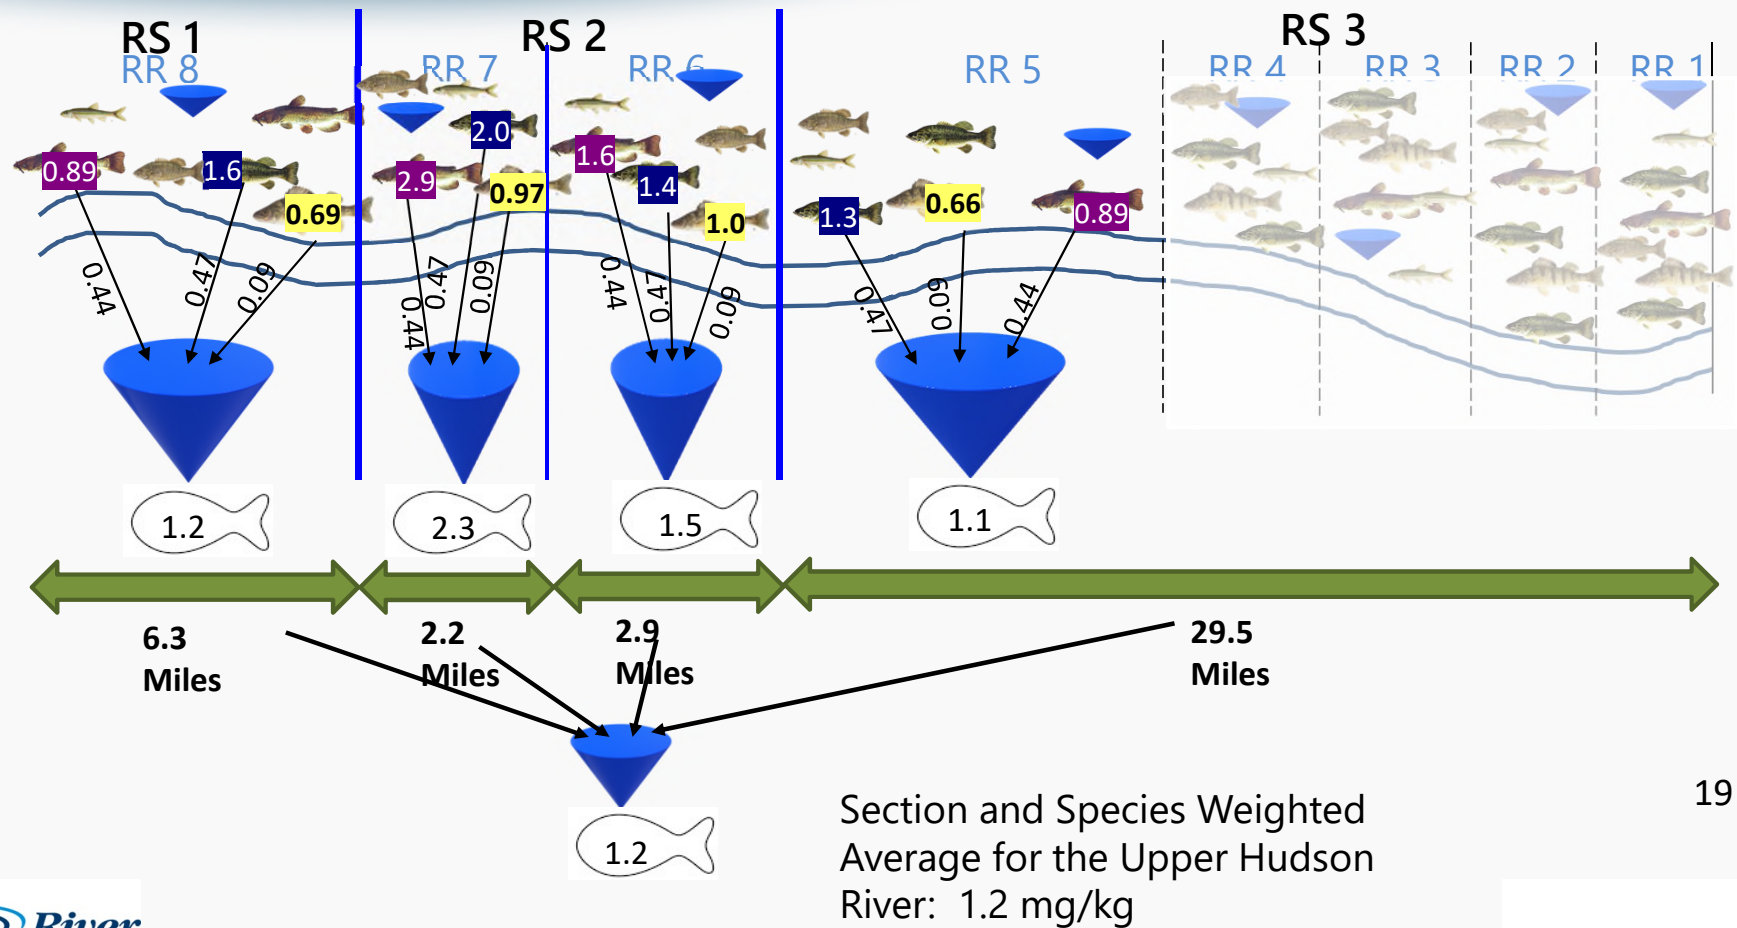 RS 1
RS 2
RS 3
RR 8
RR 7
RR 6
RR 5
RR 4
RR 3
RR 2
RR 1
0.89
1.6
0.69
2.9
2.0
0.97
1.6
1.4
1.0
1.3
0.66
0.89
0.44
0.47
0.09
0.44
0.47
0.09
0.44
0.47
0.09
0.47
0.09
0.44
1.2
2.3
1.5
1.1
6.3
Miles
2.2
Miles
2.9
Miles
29.5
Miles
1.2
Section and Species Weighted
Average for the Upper Hudson
River: 1.2 mg/kg
19
River